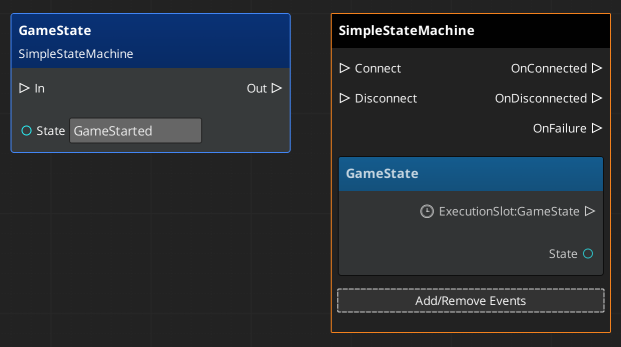 GameState
SimpleStateMachine
In
Out
State
GameStarted
SimpleStateMachine
Connect
OnConnected
Disconnect
OnDisconnected
OnFailure
GameState
ExecutionSlot:GameState
State
Add/Remove Events